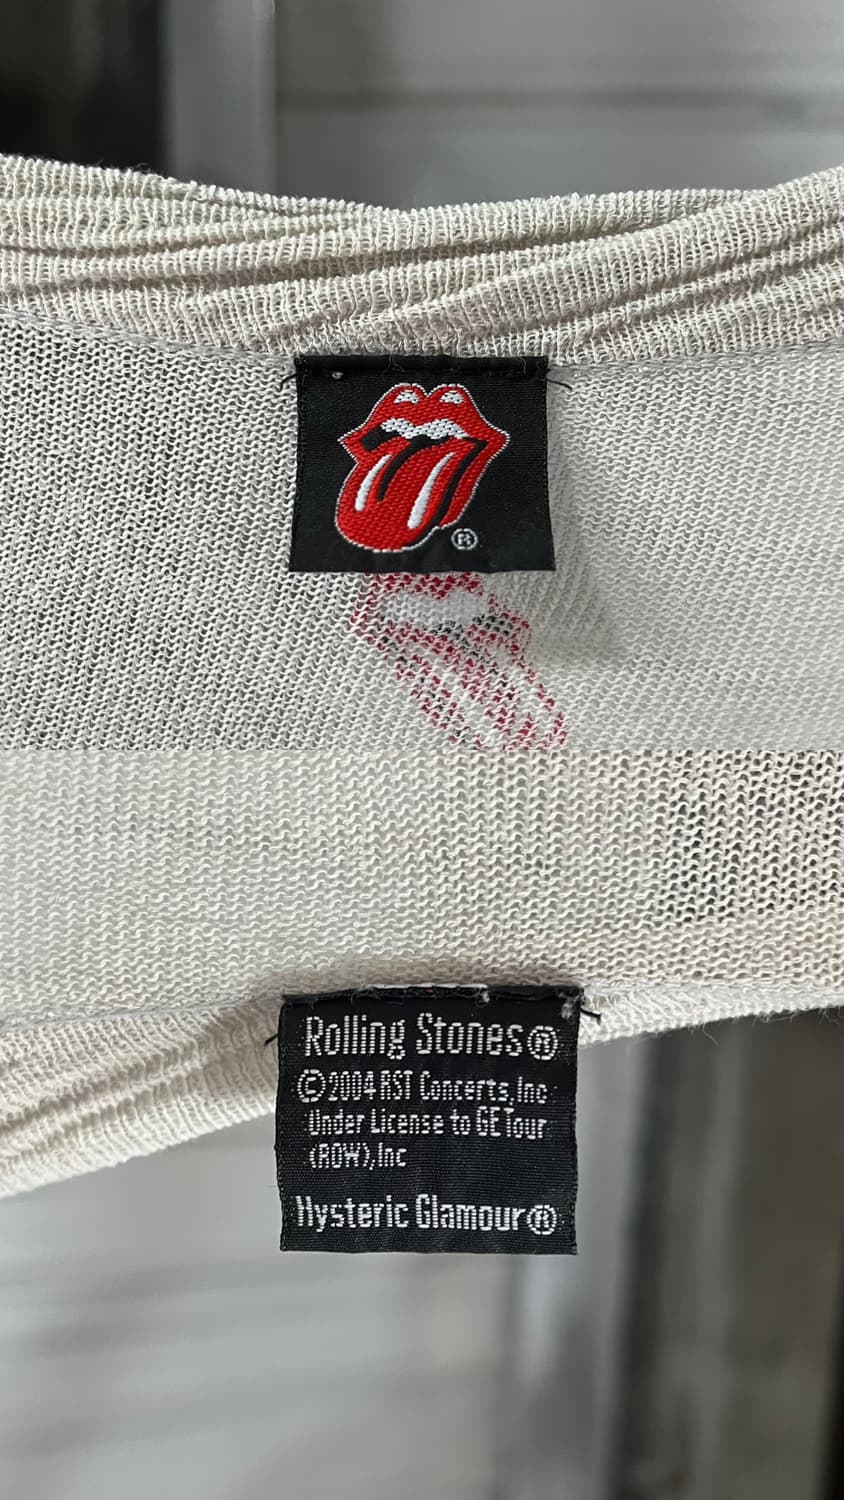 ®
Rolling Stones®
©2004 RST Concerts,Inc
Under License to GE Tour
(ROW),Inc
Hysteric Glamour®